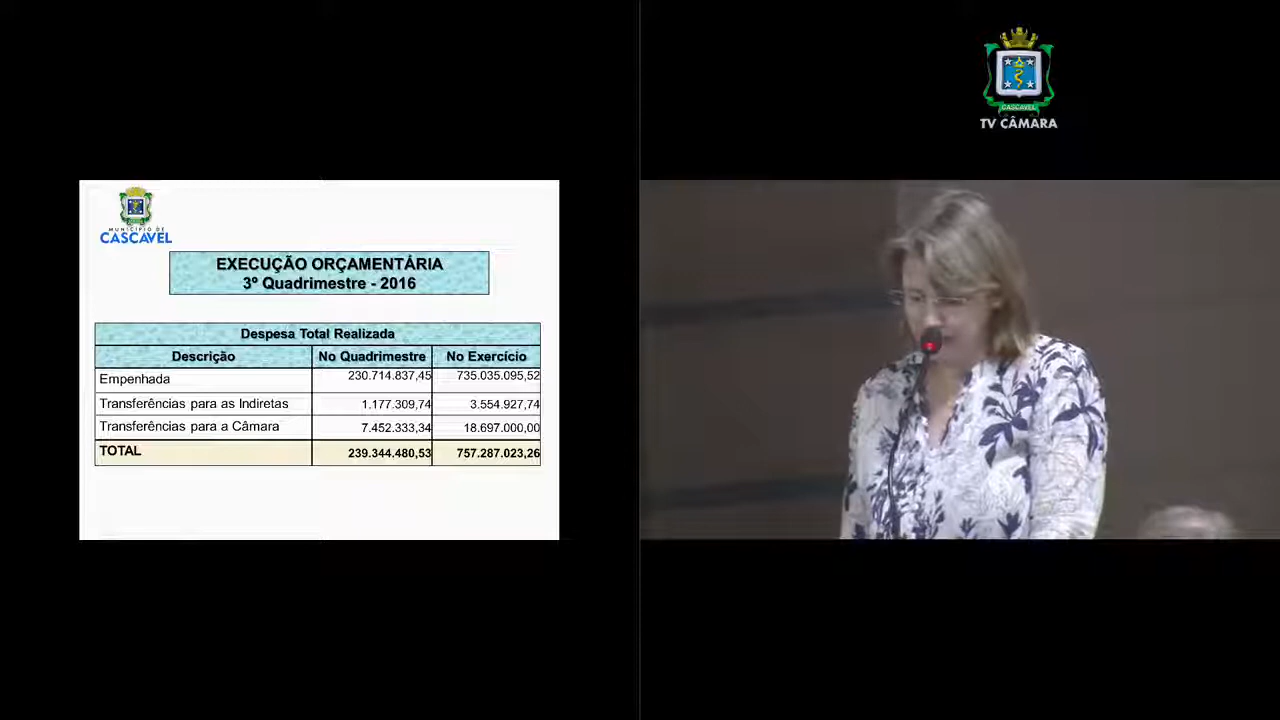 CASCAVEL
TV CÂMARA
MUNICÍPIO DE
CASCAVEL
EXECUÇÃO ORÇAMENTÁRIA
3º Quadrimestre - 2016
Despesa Total Realizada
Descrição No Quadrimestre No Exercício
Empenhada 230.714.837,45 735.035.095,52
Transferências para as Indiretas 1.177.309,74 3.554.927,74
Transferências para a Câmara 7.452.333,34 18.697.000,00
TOTAL 239.344.480,53 757.287.023,26